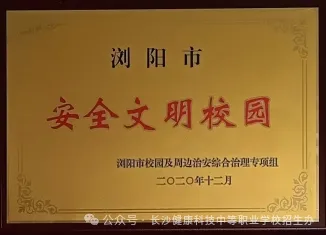 浏阳市
安全文明校园
浏阳市校园及周边治安综合治理专项组
二〇二〇年十二月
公众号·长沙健康科技中等职业学校招生办